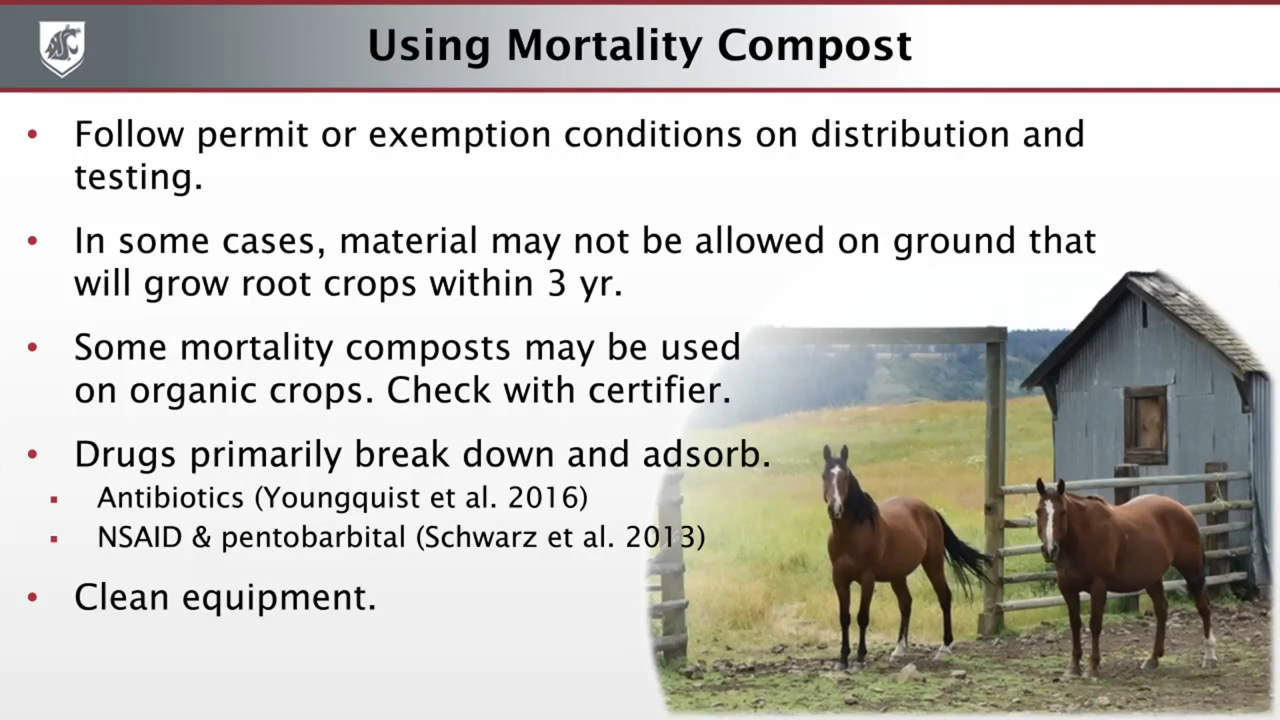 Using Mortality Compost
• Follow permit or exemption conditions on distribution and
testing.
• In some cases, material may not be allowed on ground that
will grow root crops within 3 yr.
• Some mortality composts may be used
on organic crops. Check with certifier.
• Drugs primarily break down and adsorb.
▪ Antibiotics (Youngquist et al. 2016)
▪ NSAID & pentobarbital (Schwarz et al. 2013)
• Clean equipment.